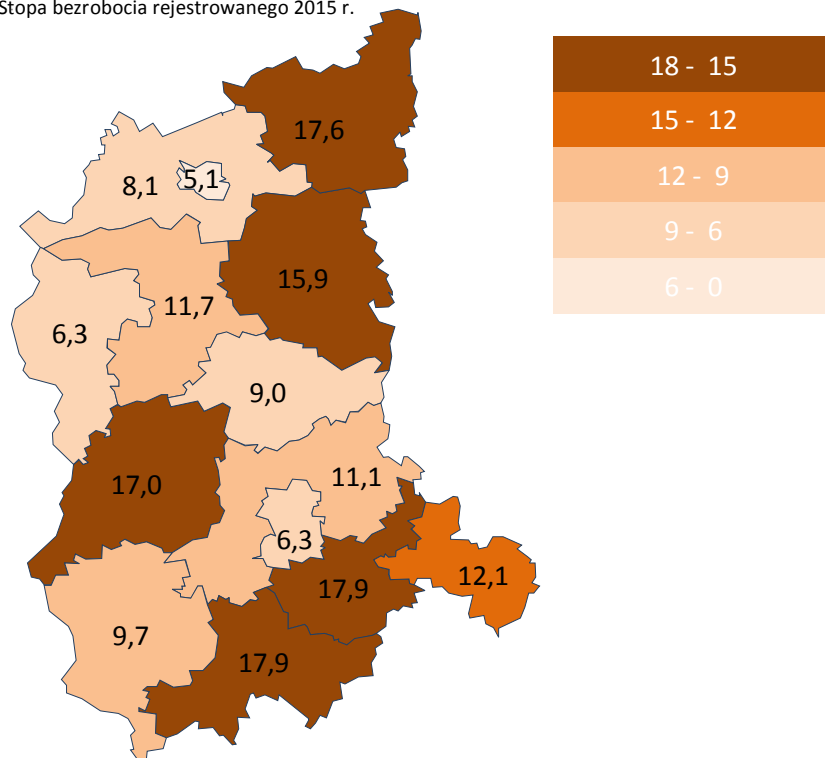 Stopa bezrobocia rejestrowanego 2015 r.
18 - 15
15 - 12
12 - 9
9 - 6
6 - 0
17,6
8,1
5,1
15,9
11,7
6,3
9,0
17,0
11,1
6,3
12,1
17,9
9,7
17,9